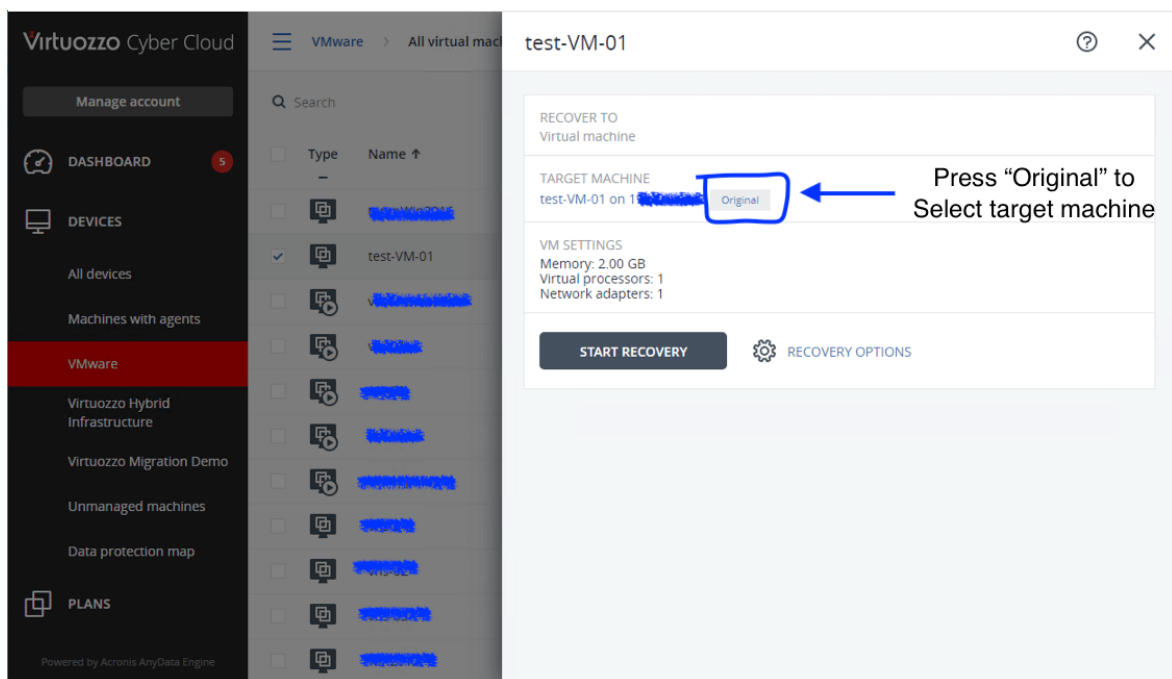 Virtuozzo Cyber Cloud
Manage account
DASHBOARD 5
DEVICES
All devices
Machines with agents
VMware
Virtuozzo Hybrid
Infrastructure
Virtuozzo Migration Demo
Unmanaged machines
Data protection map
PLANS
Powered by Acronis AnyData Engine
VMware > All virtual mac
Search
Type Name ↑
test-VM-01
test-VM-01
RECOVER TO
Virtual machine
TARGET MACHINE
test-VM-01 on 1
Original
Press “Original” to
Select target machine
VM SETTINGS
Memory: 2.00 GB
Virtual processors: 1
Network adapters: 1
START RECOVERY
RECOVERY OPTIONS